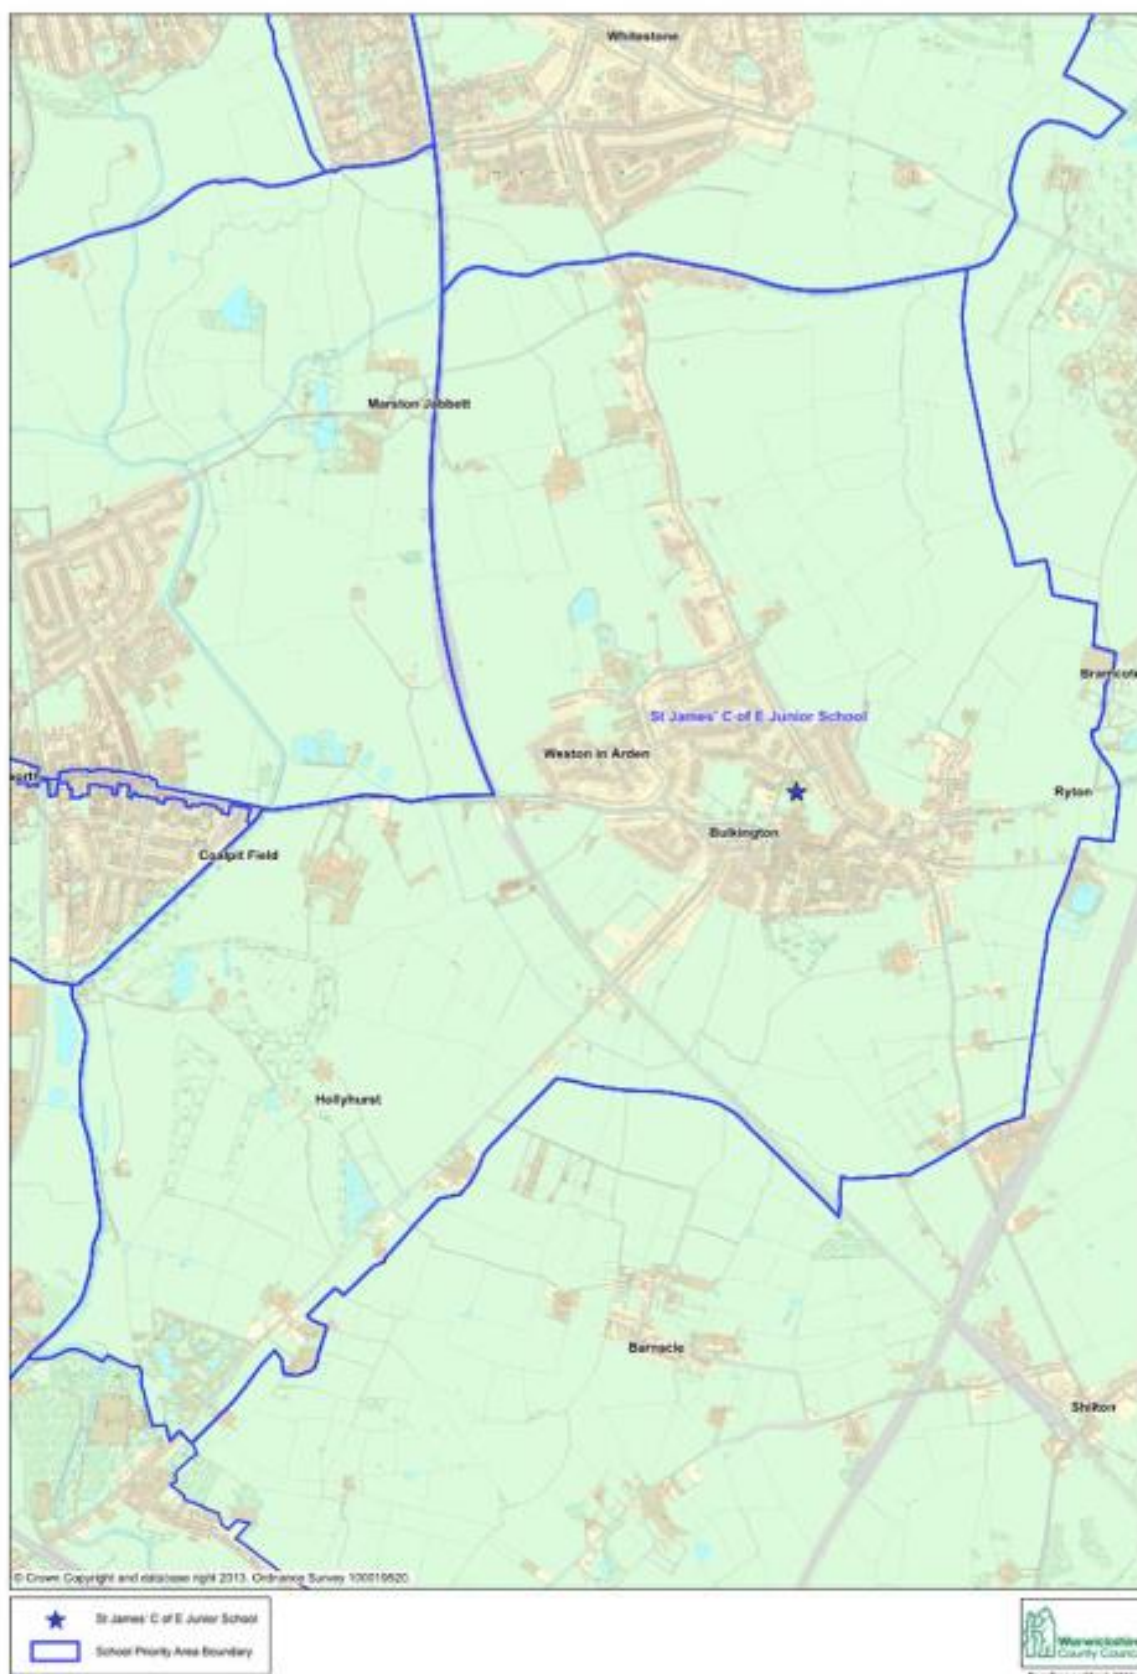 Whitestone
Marston Jabbett
Bramcote
St James' C of E Junior School
Weston in Arden
Ryton
Bulkington
Coalpit Field
Hollyhurst
Barnacle
Shilton
© Crown Copyright and database right 2013. Ordnance Survey 100019520.
St James' C of E Junior School
School Priority Area Boundary
Warwickshire
County Council